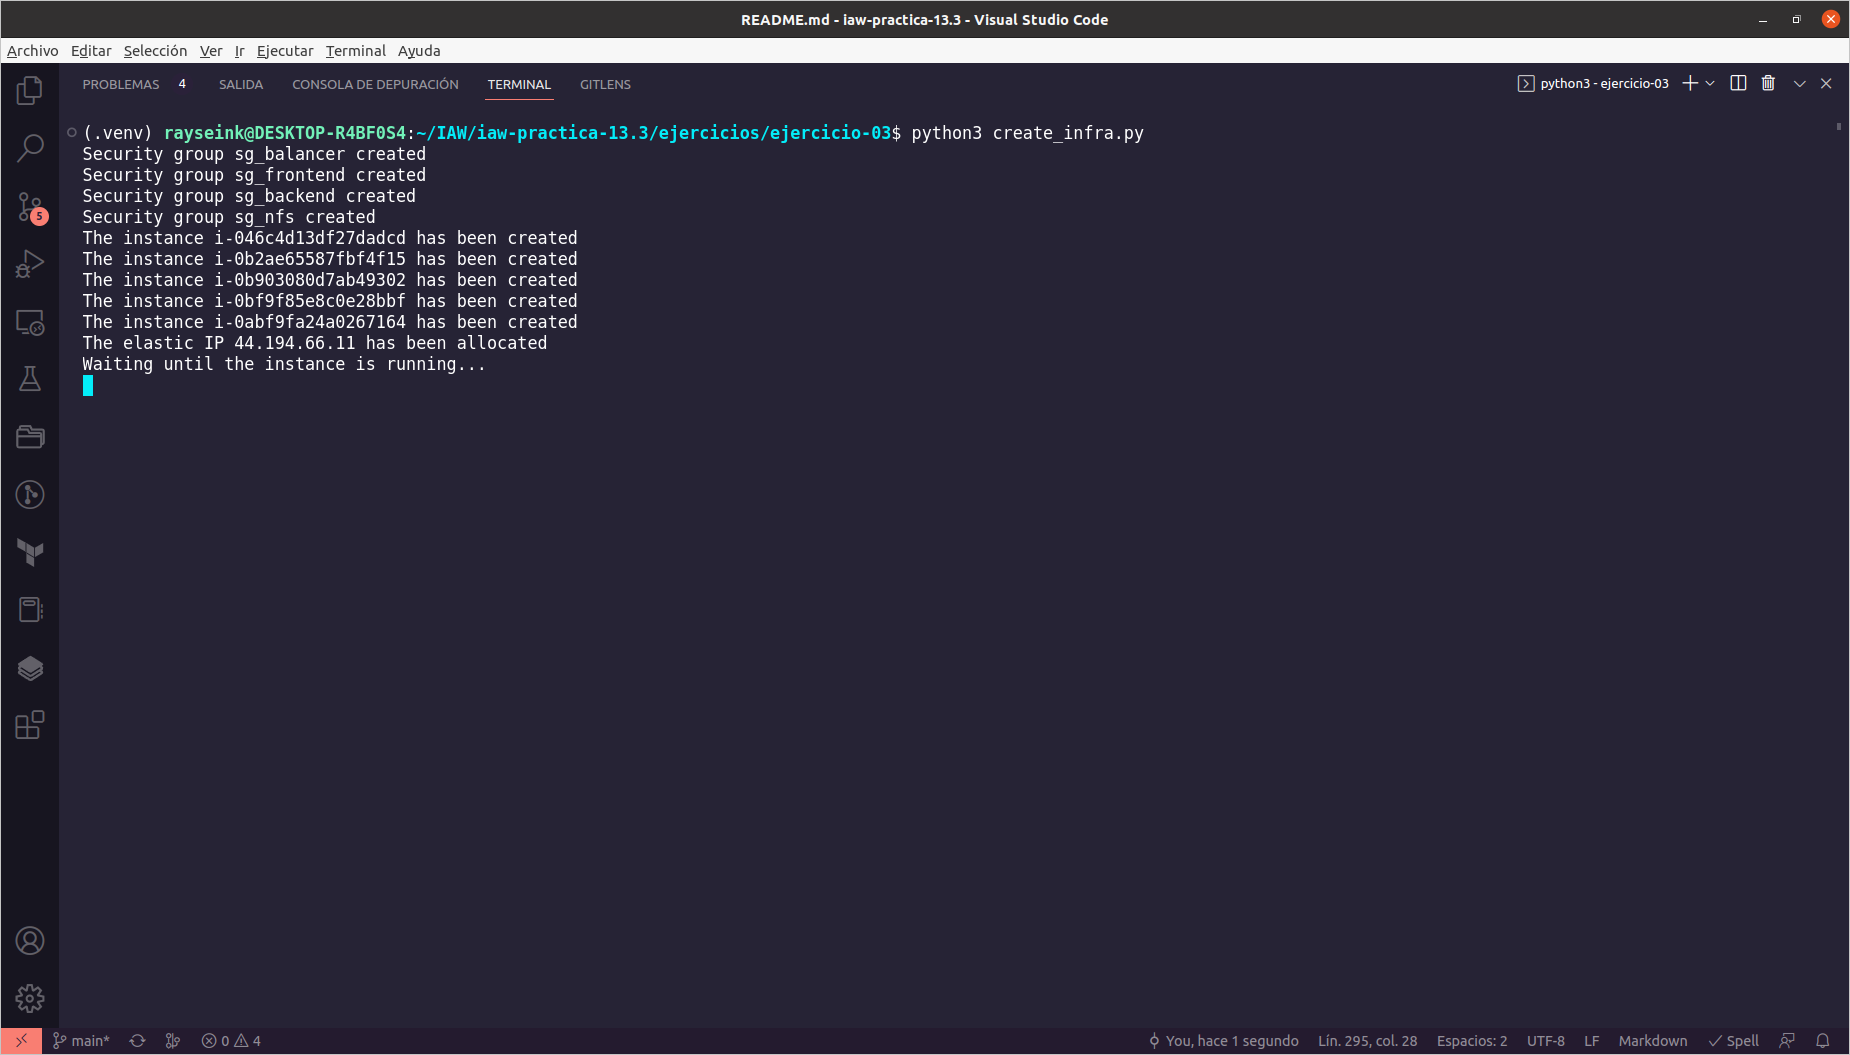 README.md - iaw-practica-13.3 - Visual Studio Code
Archivo Editar Selección Ver Ir Ejecutar Terminal Ayuda
PROBLEMAS 4 SALIDA CONSOLA DE DEPURACIÓN TERMINAL GITLENS python3 - ejercicio-03
(.venv) rayseink@DESKTOP-R4BF0S4:~/IAW/iaw-practica-13.3/ejercicios/ejercicio-03$ python3 create_infra.py
Security group sg_balancer created
Security group sg_frontend created
Security group sg_backend created
Security group sg_nfs created
The instance i-046c4d13df27dadcd has been created
The instance i-0b2ae65587fbf4f15 has been created
The instance i-0b903080d7ab49302 has been created
The instance i-0bf9f85e8c0e28bbf has been created
The instance i-0abf9fa24a0267164 has been created
The elastic IP 44.194.66.11 has been allocated
Waiting until the instance is running...
5
main* 0 4 You, hace 1 segundo Lín. 295, col. 28 Espacios: 2 UTF-8 LF Markdown Spell